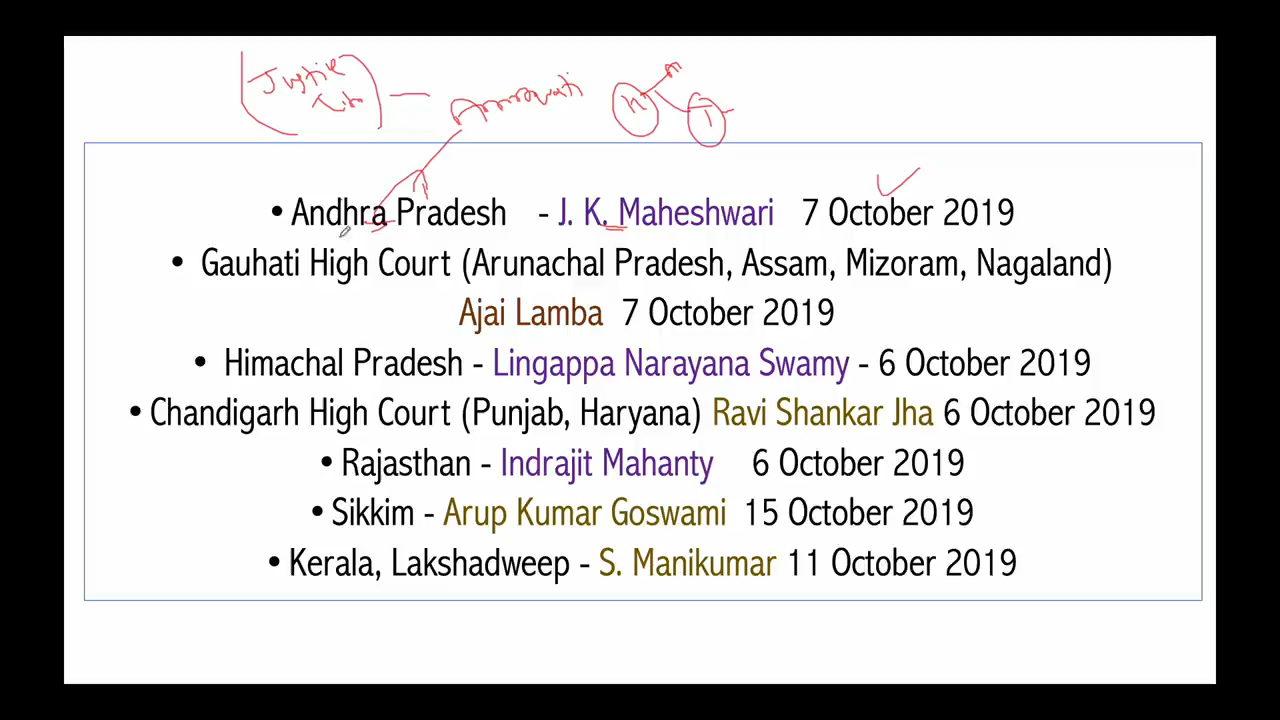 Justice
Amravati
• Andhra Pradesh - J. K. Maheshwari 7 October 2019
• Gauhati High Court (Arunachal Pradesh, Assam, Mizoram, Nagaland)
Ajai Lamba 7 October 2019
• Himachal Pradesh - Lingappa Narayana Swamy - 6 October 2019
• Chandigarh High Court (Punjab, Haryana) Ravi Shankar Jha 6 October 2019
• Rajasthan - Indrajit Mahanty 6 October 2019
• Sikkim - Arup Kumar Goswami 15 October 2019
• Kerala, Lakshadweep - S. Manikumar 11 October 2019